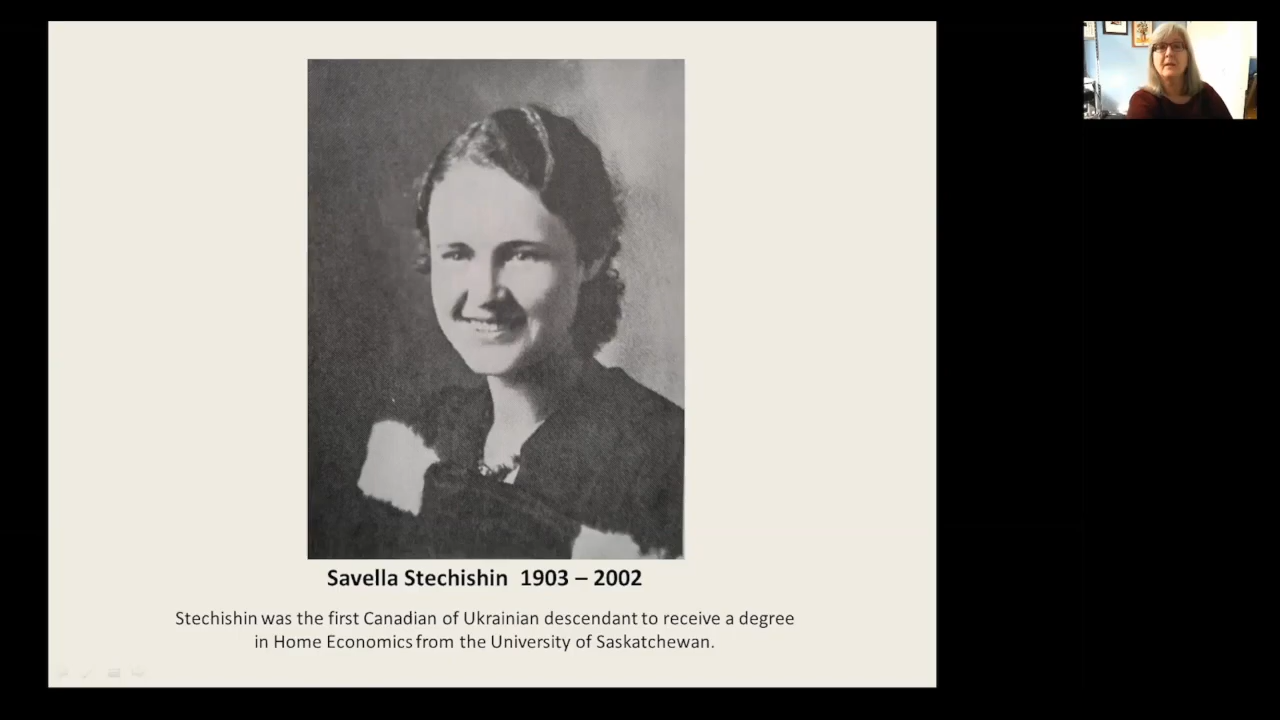 Savella Stechishin 1903 – 2002
Stechishin was the first Canadian of Ukrainian descendant to receive a degree
in Home Economics from the University of Saskatchewan.